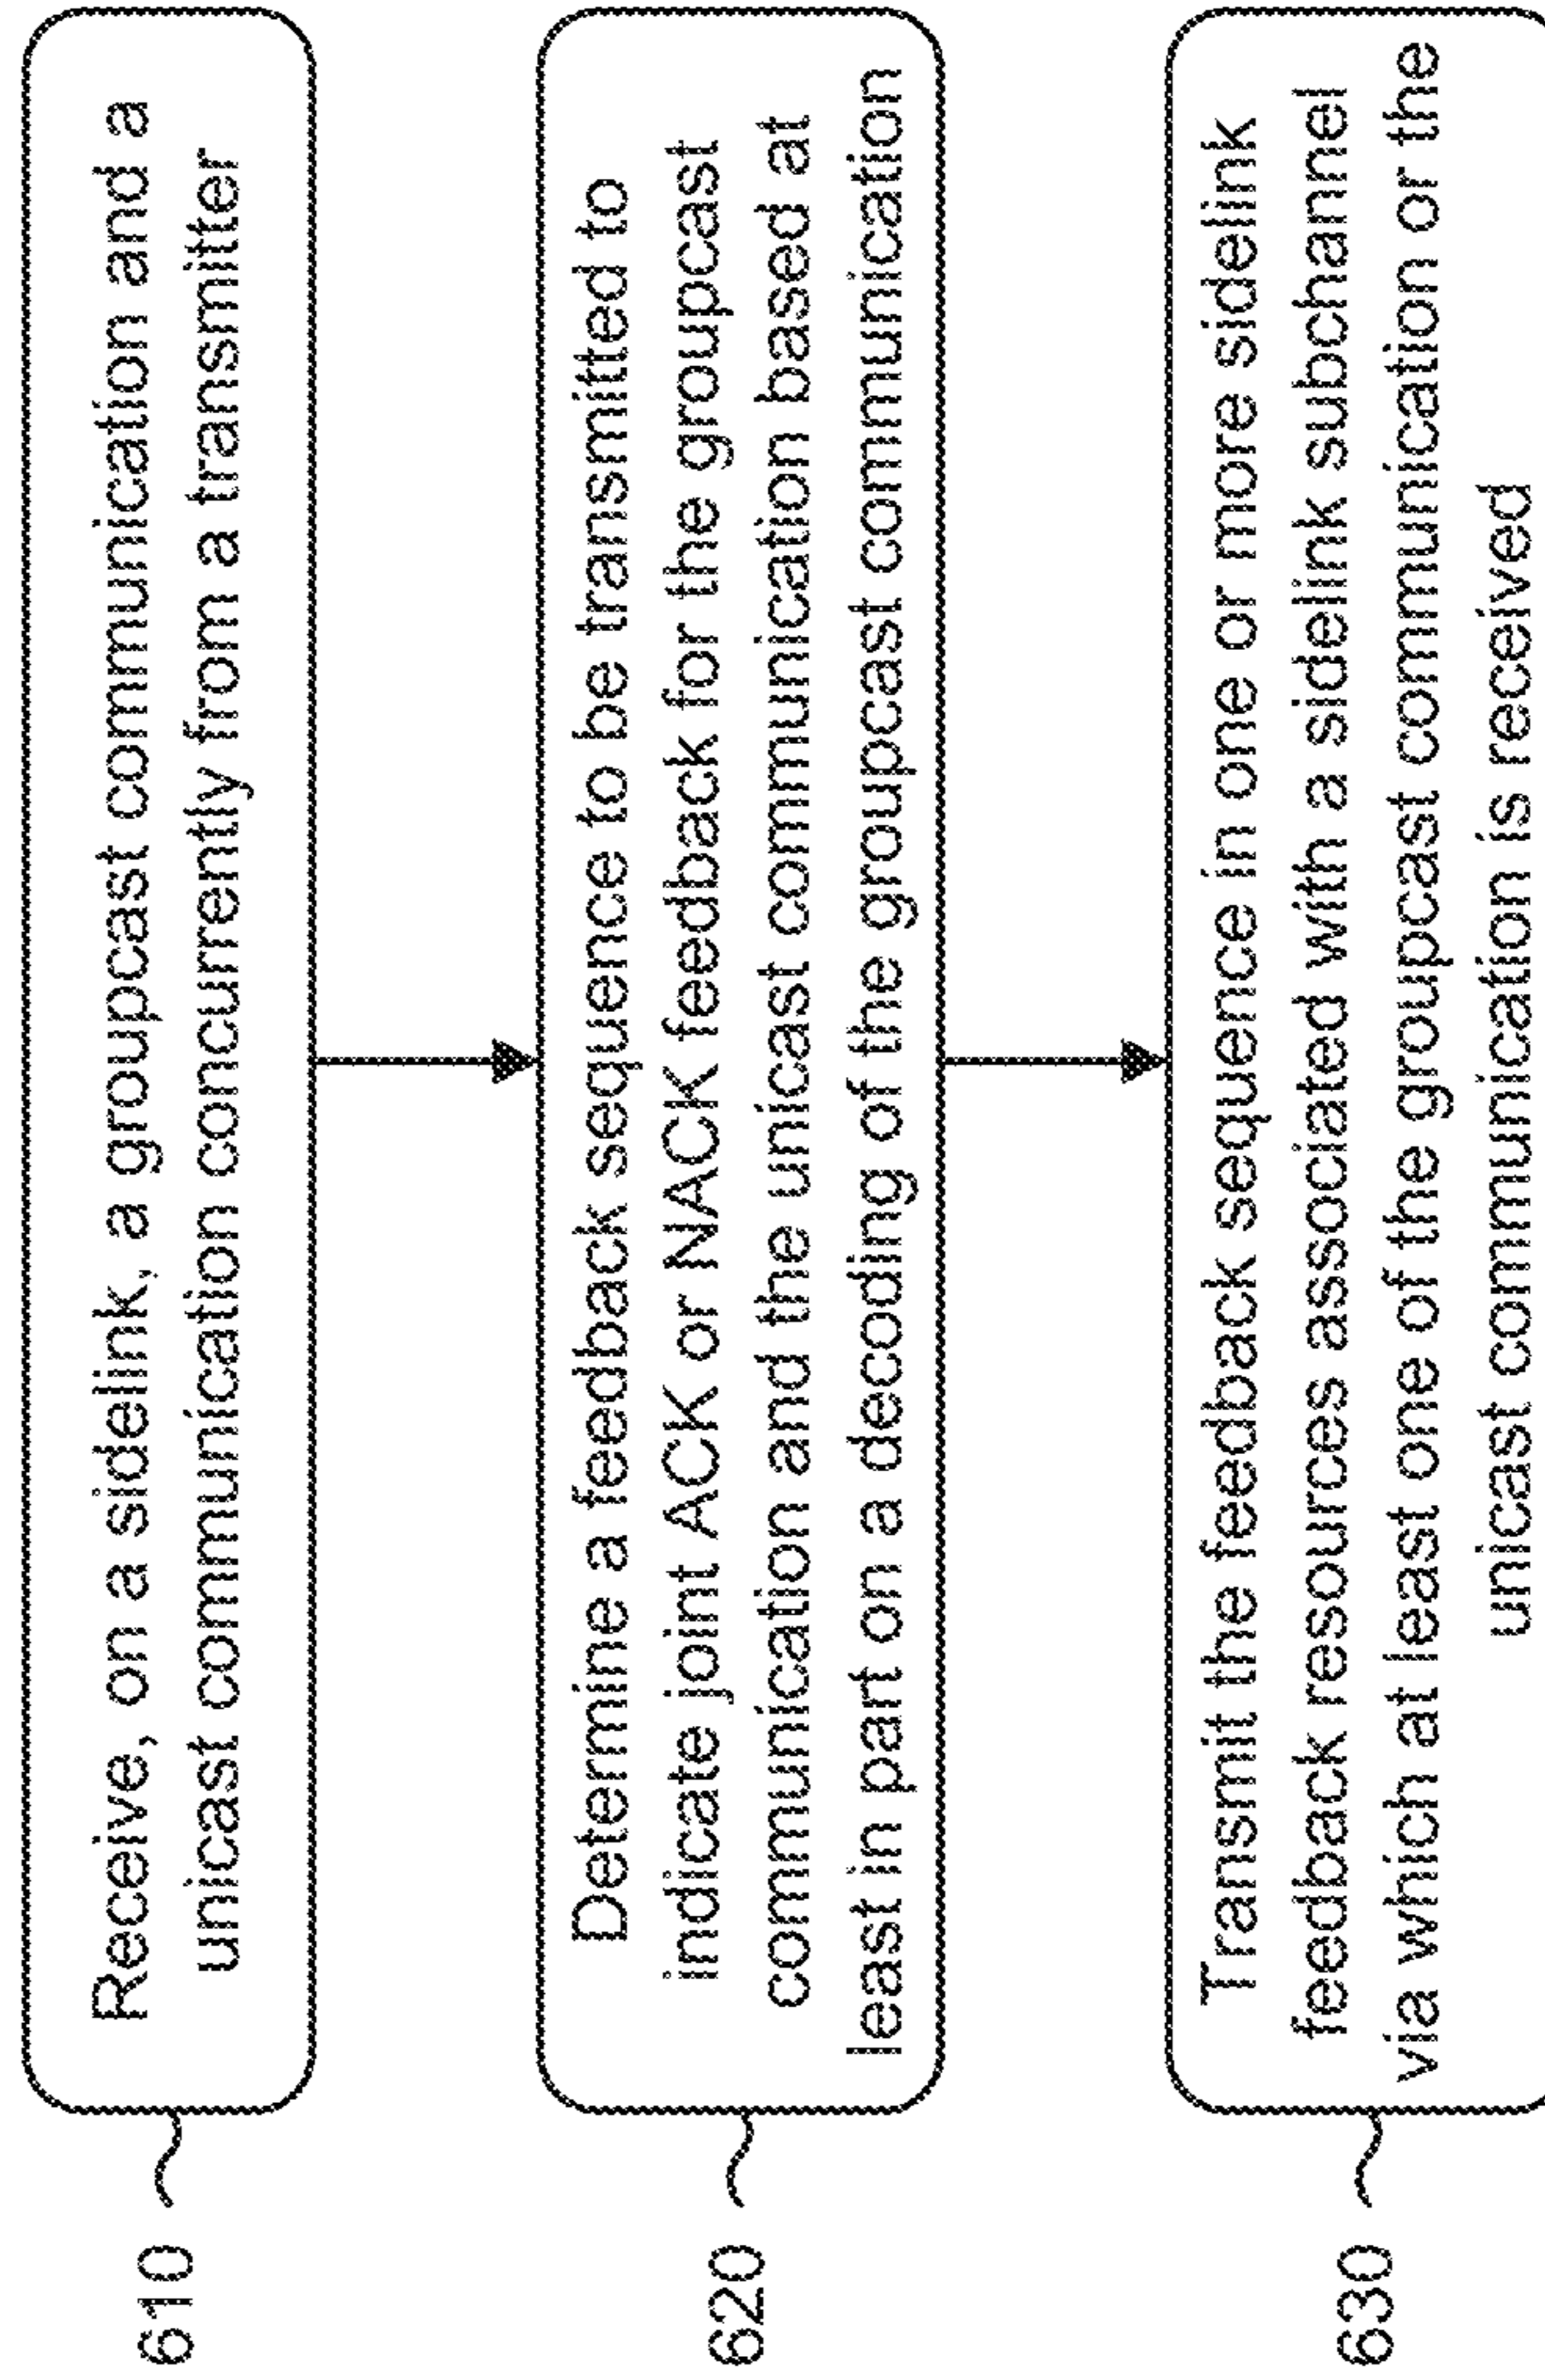 610
Receive, on a sidelink, a groupcast communication and a
unicast communication concurrently from a transmitter
620
Determine a feedback sequence to be transmitted to
indicate joint ACK or NACK feedback for the groupcast
communication and the unicast communication based at
least in part on a decoding of the groupcast communication
630
Transmit the feedback sequence in one or more sidelink
feedback resources associated with a sidelink subchannel
via which at least one of the groupcast communication or the
unicast communication is received